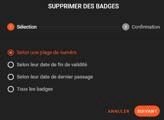 SUPPRIMER DES BADGES
1 Sélection
2 Confirmation
Selon une plage de numéro
Selon leur date de fin de validité
Selon leur date de dernier passage
Tous les badges
ANNULER
SUIVANT